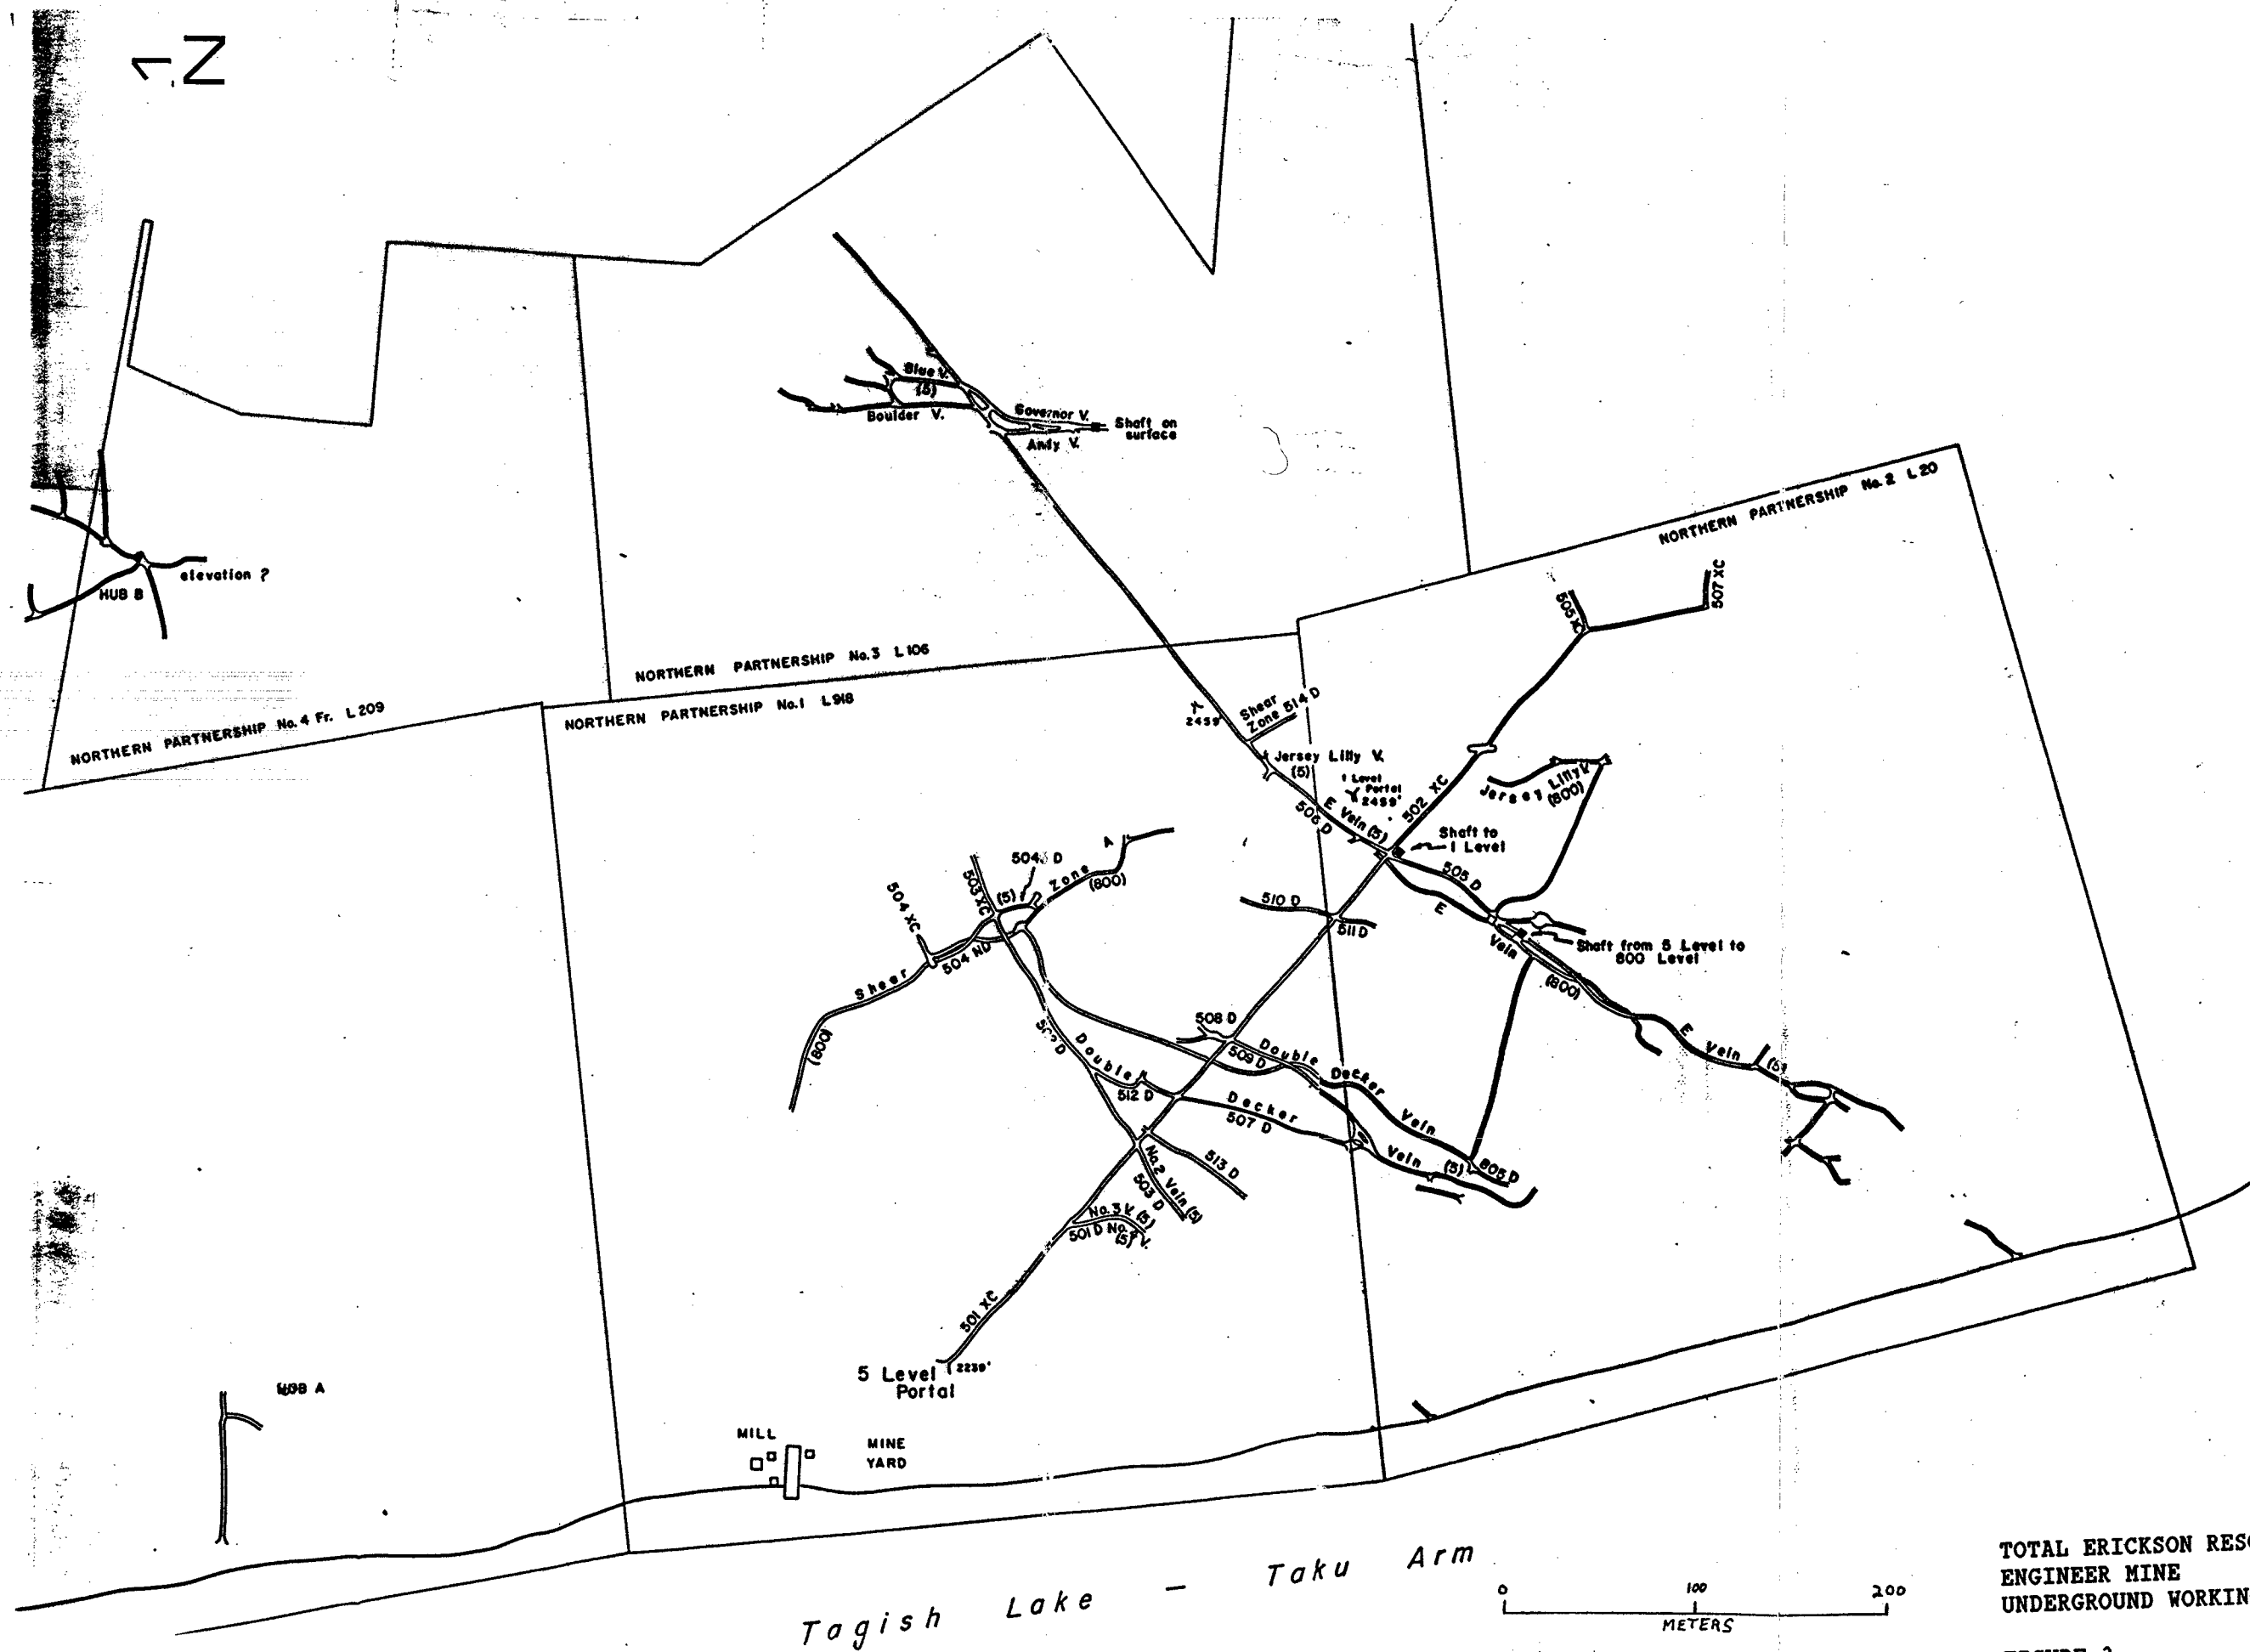 N
Blue V.
(5)
Boulder V.
Governor V.
Andy V.
Shaft on
surface
NORTHERN PARTNERSHIP No. 2 L 20
HUB B
elevation ?
505 XC
507 XC
NORTHERN PARTNERSHIP No. 3 L 106
NORTHERN PARTNERSHIP No. 4 Fr. L 209
NORTHERN PARTNERSHIP No. 1 L 918
2459'
Shear
Zone 514 D
Jersey Lilly V.
(5)
1 Level
Portal
2459'
E Vein (5)
506 D
502 XC
Jersey Lilly V.
(800)
Shaft to
1 Level
505 D
E Vein
(800)
Shaft from 5 Level to
800 Level
E Vein (5)
504 XC
503 XC
(5)
Shear Zone A
(800)
504 ND
(800)
510 D
511 D
508 D
509 D
Double Decker Vein
805 D
Double Decker Vein (5)
512 D
507 D
513 D
No. 2 Vein (5)
503 D
No. 3 V. (5)
501 D
501 XC
5 Level
Portal
2239'
HUB A
MILL
MINE
YARD
Tagish Lake — Taku Arm
0 100 200
METERS
TOTAL ERICKSON
ENGINEER MINE
UNDERGROUND